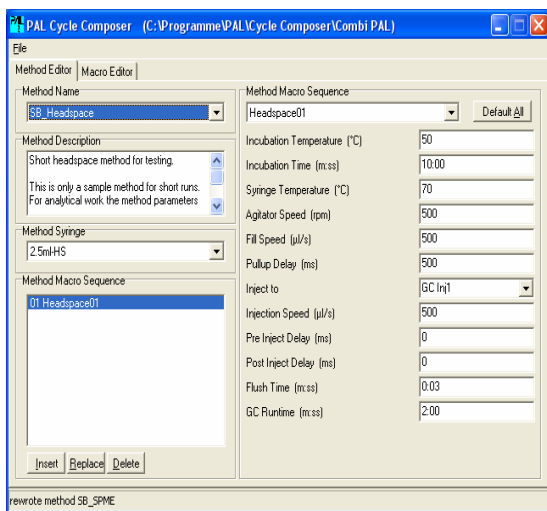 PAL Cycle Composer (C:\Programme\PAL\Cycle Composer\Combi PAL)
File
Method Editor Macro Editor
Method Name
SB_Headspace
Method Description
Short headspace method for testing.
This is only a sample method for short runs.
For analytical work the method parameters
Method Syringe
2.5ml-HS
Method Macro Sequence
01 Headspace01
Insert Replace Delete
Method Macro Sequence
Headspace01 Default All
Incubation Temperature (°C) 50
Incubation Time (m:ss) 10:00
Syringe Temperature (°C) 70
Agitator Speed (rpm) 500
Fill Speed (µl/s) 500
Pullup Delay (ms) 500
Inject to GC Inj1
Injection Speed (µl/s) 500
Pre Inject Delay (ms) 0
Post Inject Delay (ms) 0
Flush Time (m:ss) 0:03
GC Runtime (m:ss) 2:00
rewrote method SB_SPME